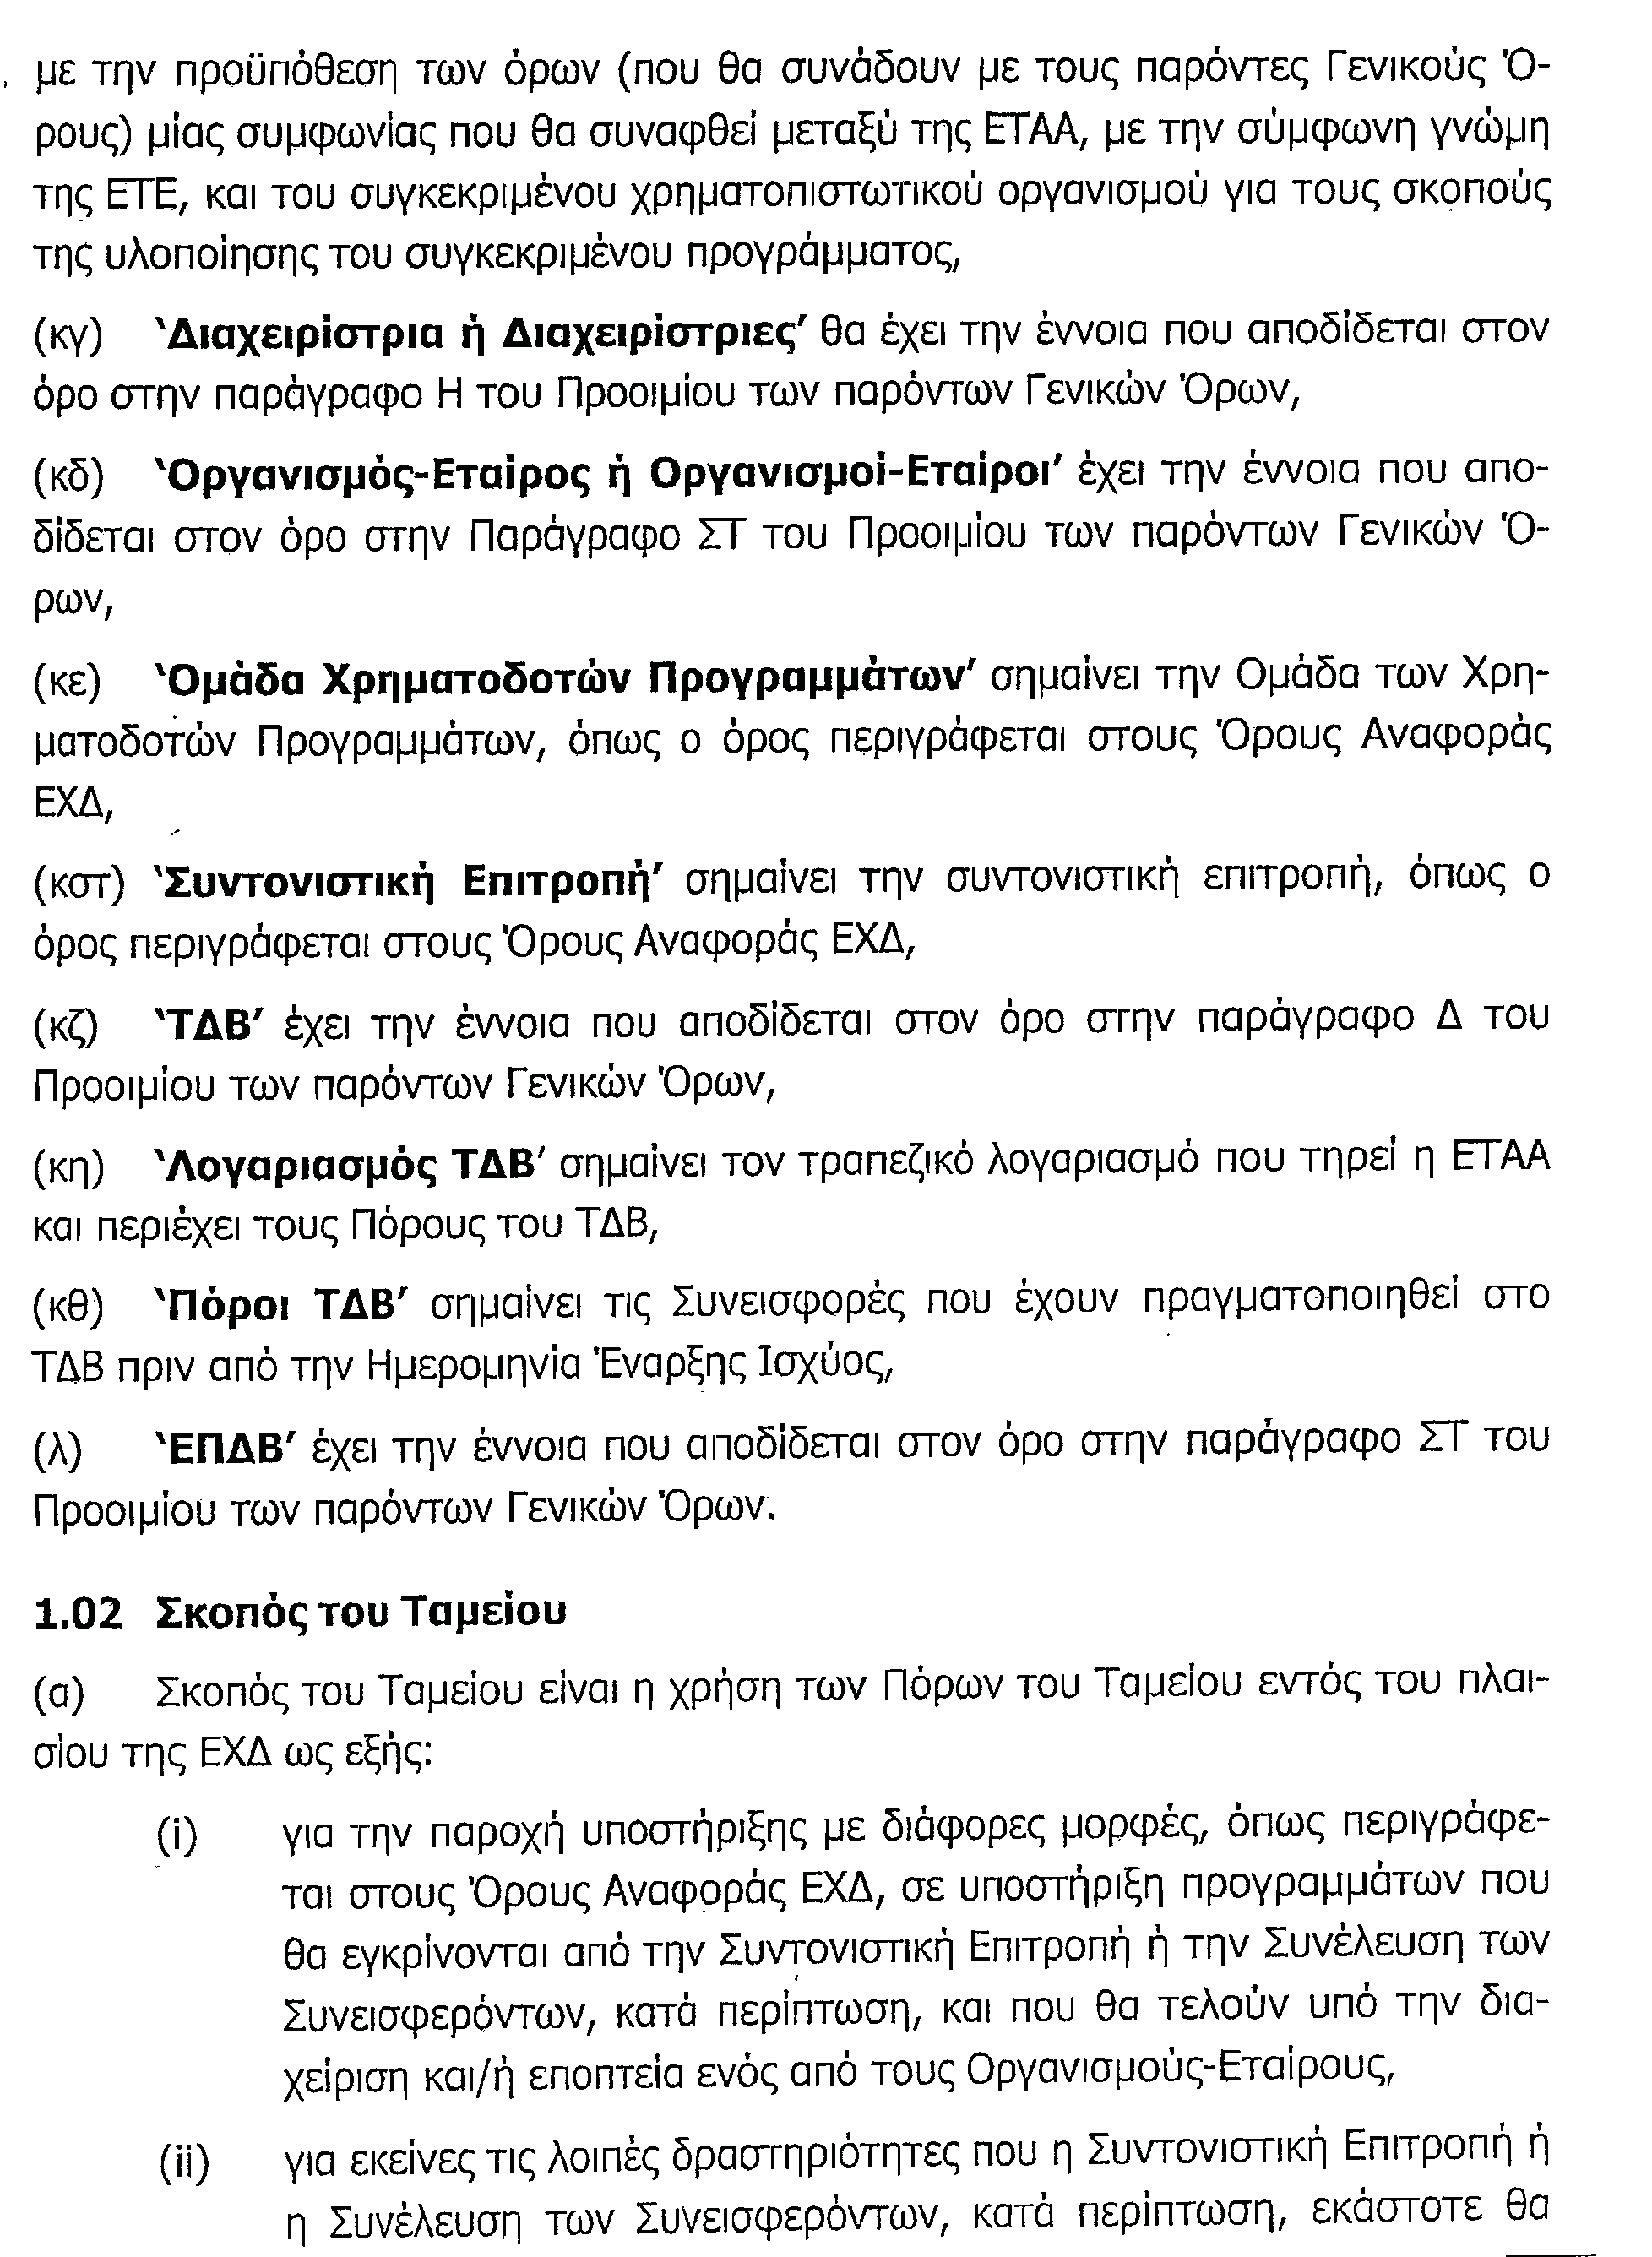 με την προϋπόθεση των όρων (που θα συνάδουν με τους παρόντες Γενικούς Ό-
ρους) μίας συμφωνίας που θα συναφθεί μεταξύ της ΕΤΑΑ, με την σύμφωνη γνώμη
της ΕΤΕ, και του συγκεκριμένου χρηματοπιστωτικού οργανισμού για τους σκοπούς
της υλοποίησης του συγκεκριμένου προγράμματος,
(κγ) 'Διαχειρίστρια ή Διαχειρίστριες' θα έχει την έννοια που αποδίδεται στον
όρο στην παράγραφο Η του Προοιμίου των παρόντων Γενικών Όρων,
(κδ) 'Οργανισμός-Εταίρος ή Οργανισμοί-Εταίροι' έχει την έννοια που απο-
δίδεται στον όρο στην Παράγραφο ΣΤ του Προοιμίου των παρόντων Γενικών Ό-
ρων,
(κε) 'Ομάδα Χρηματοδοτών Προγραμμάτων' σημαίνει την Ομάδα των Χρη-
ματοδοτών Προγραμμάτων, όπως ο όρος περιγράφεται στους Όρους Αναφοράς
ΕΧΔ,
(κστ) 'Συντονιστική Επιτροπή' σημαίνει την συντονιστική επιτροπή, όπως ο
όρος περιγράφεται στους Όρους Αναφοράς ΕΧΔ,
(κζ) 'ΤΔΒ' έχει την έννοια που αποδίδεται στον όρο στην παράγραφο Δ του
Προοιμίου των παρόντων Γενικών Όρων,
(κη) 'Λογαριασμός ΤΔΒ' σημαίνει τον τραπεζικό λογαριασμό που τηρεί η ΕΤΑΑ
και περιέχει τους Πόρους του ΤΔΒ,
(κθ) 'Πόροι ΤΔΒ' σημαίνει τις Συνεισφορές που έχουν πραγματοποιηθεί στο
ΤΔΒ πριν από την Ημερομηνία Έναρξης Ισχύος,
(λ) 'ΕΠΔΒ' έχει την έννοια που αποδίδεται στον όρο στην παράγραφο ΣΤ του
Προοιμίου των παρόντων Γενικών Όρων.
1.02 Σκοπός του Ταμείου
(α) Σκοπός του Ταμείου είναι η χρήση των Πόρων του Ταμείου εντός του πλαι-
σίου της ΕΧΔ ως εξής:
(i) για την παροχή υποστήριξης με διάφορες μορφές, όπως περιγράφε-
ται στους Όρους Αναφοράς ΕΧΔ, σε υποστήριξη προγραμμάτων που
θα εγκρίνονται από την Συντονιστική Επιτροπή ή την Συνέλευση των
Συνεισφερόντων, κατά περίπτωση, και που θα τελούν υπό την δια-
χείριση και/ή εποπτεία ενός από τους Οργανισμούς-Εταίρους,
(ii) για εκείνες τις λοιπές δραστηριότητες που η Συντονιστική Επιτροπή ή
η Συνέλευση των Συνεισφερόντων, κατά περίπτωση, εκάστοτε θα